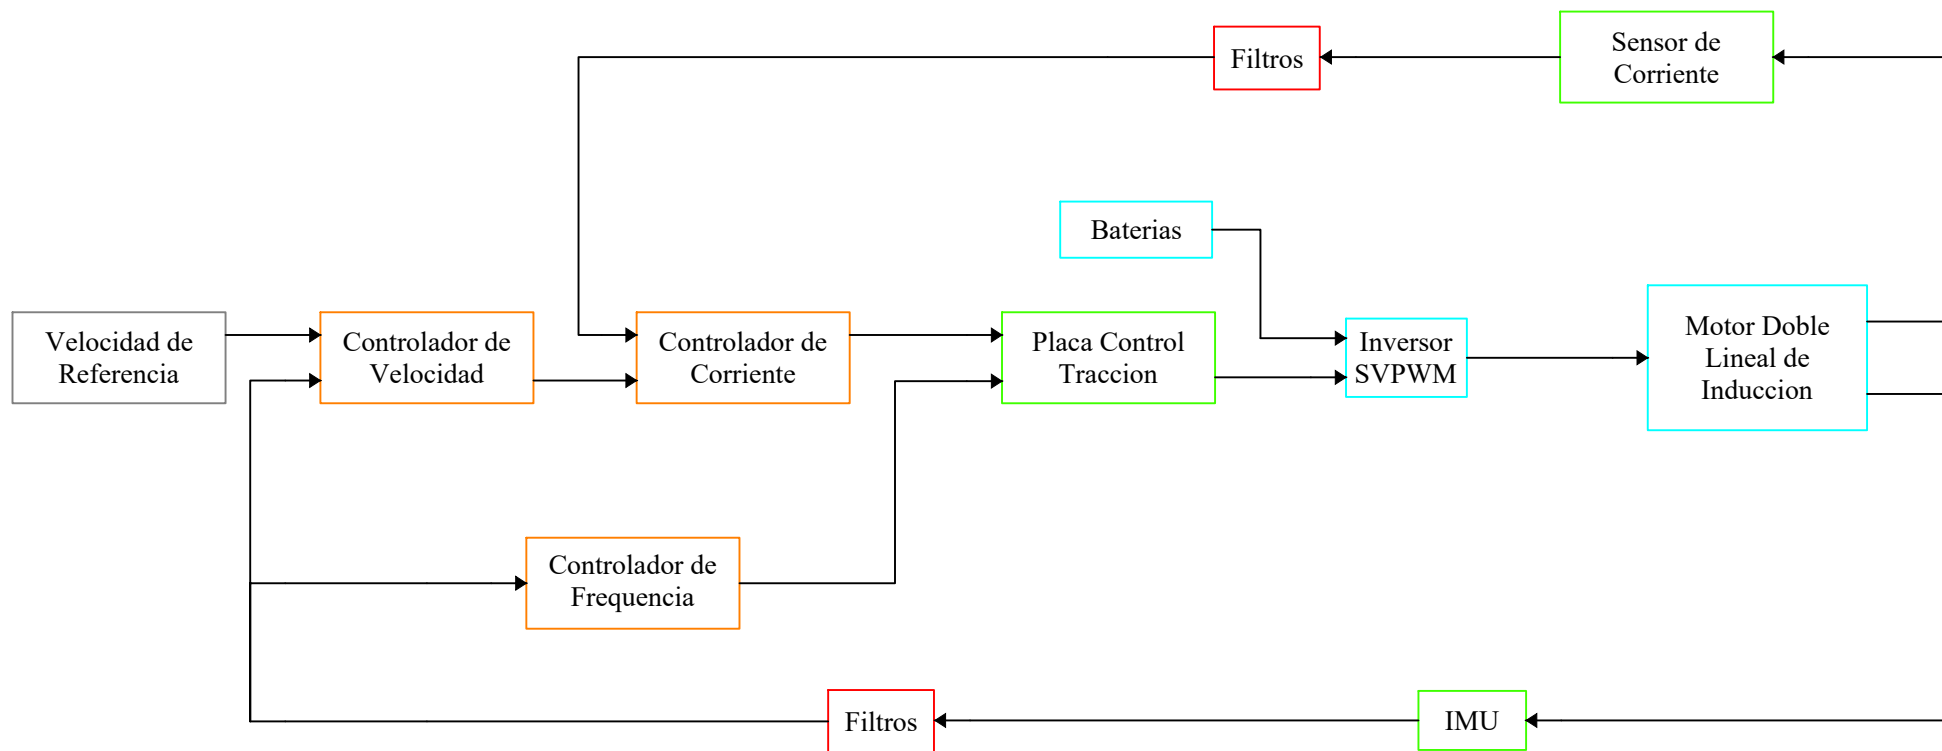 Sensor de
Corriente
Filtros
Baterias
Velocidad de
Referencia
Controlador de
Velocidad
Controlador de
Corriente
Placa Control
Traccion
Inversor
SVPWM
Motor Doble
Lineal de
Induccion
Controlador de
Frequencia
Filtros
IMU